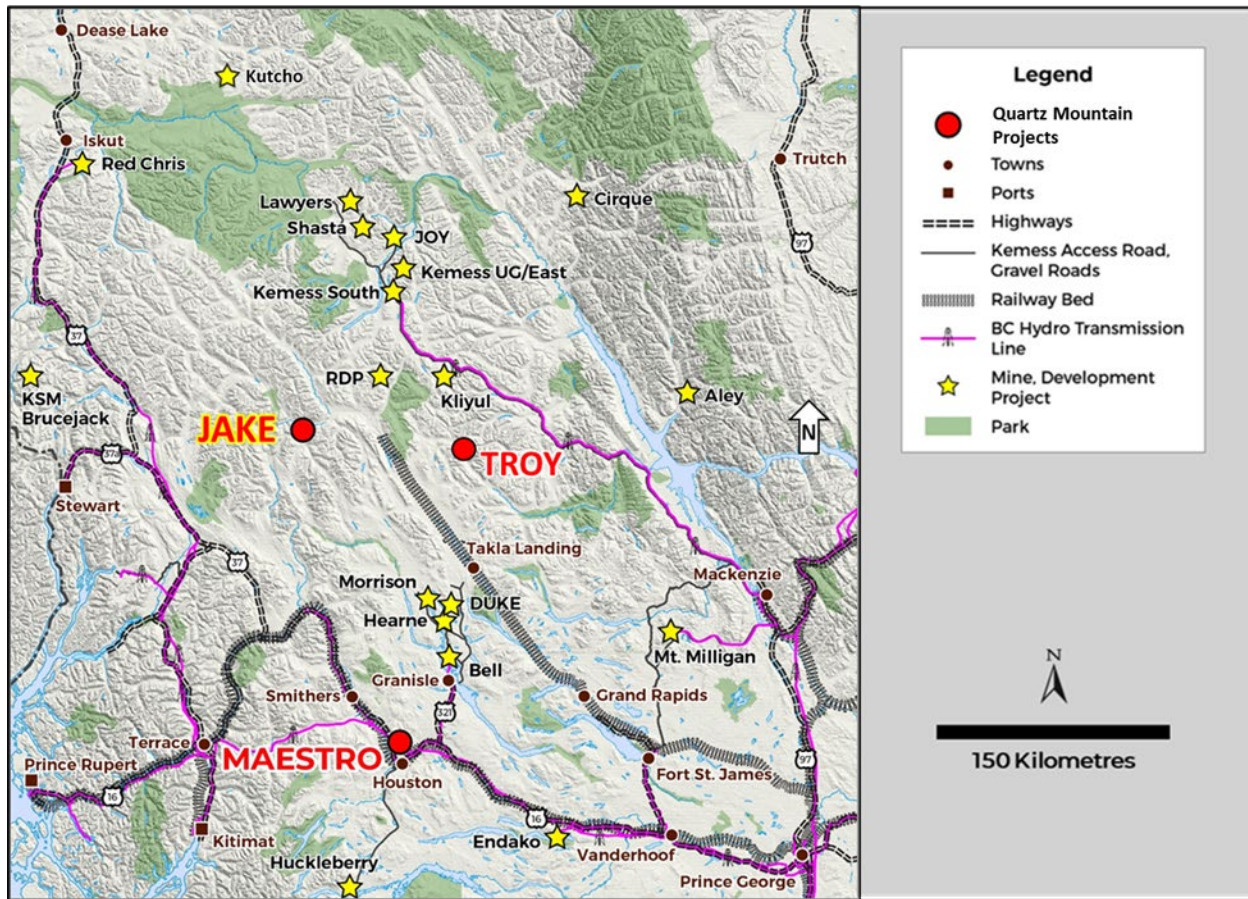 Dease Lake
Kutcho
Iskut
Red Chris
Trutch
Lawyers
Cirque
Shasta
JOY
97
Kemess UG/East
Kemess South
37
RDP
Kliyul
Aley
KSM
Brucejack
JAKE
N
TROY
37a
Stewart
Takla Landing
37
Mackenzie
Morrison
DUKE
Hearne
Mt. Milligan
Bell
Granisle
Smithers
Grand Rapids
321
Terrace
MAESTRO
Prince Rupert
Houston
Fort St. James
97
16
16
Kitimat
Endako
Vanderhoof
Huckleberry
Prince George
Legend
Quartz Mountain
Projects
Towns
Ports
Highways
Kemess Access Road,
Gravel Roads
Railway Bed
BC Hydro Transmission
Line
Mine, Development
Project
Park
N
150 Kilometres